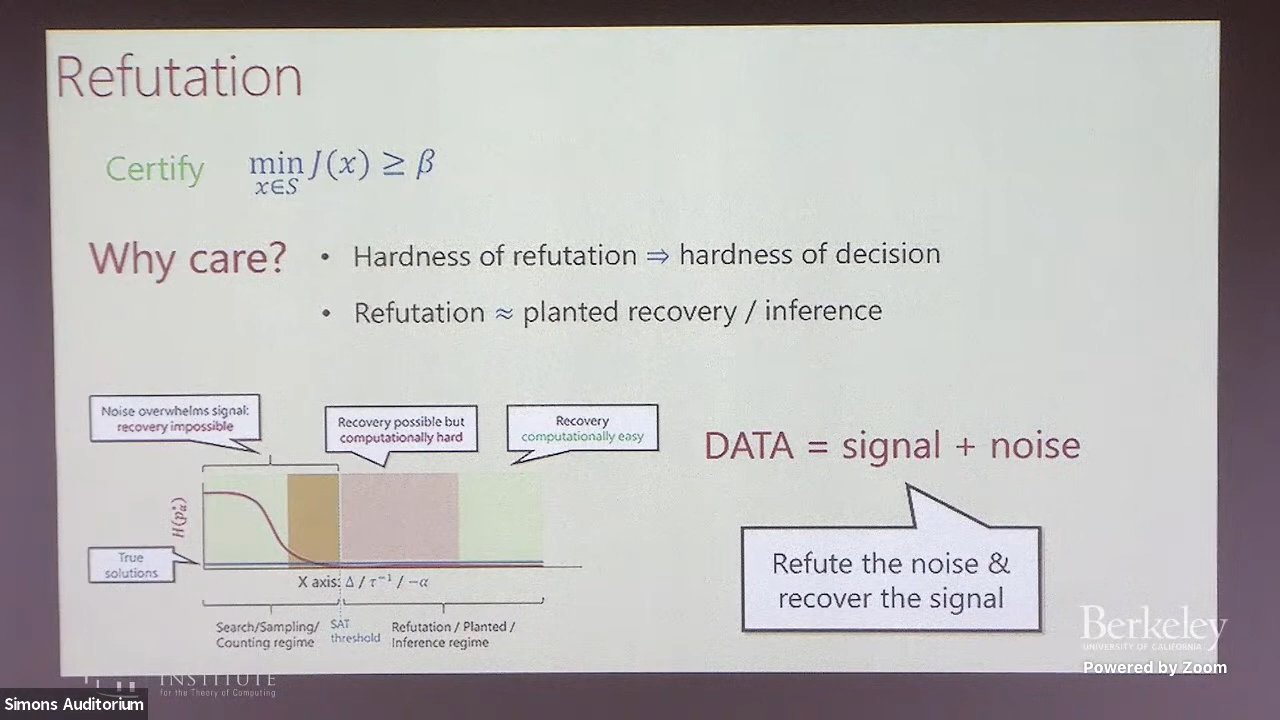 Refutation
Certify min J(x) ≥ β
x∈S
Why care?
• Hardness of refutation ⇒ hardness of decision
• Refutation ≈ planted recovery / inference
Noise overwhelms signal:
recovery impossible
Recovery possible but
computationally hard
Recovery
computationally easy
DATA = signal + noise
True
solutions
X axis: Δ / τ⁻¹ / −α
Search/Sampling/
Counting regime
SAT
threshold
Refutation / Planted /
Inference regime
Refute the noise &
recover the signal
Berkeley
UNIVERSITY OF CALIFORNIA
Powered by Zoom
INSTITUTE
for the Theory of Computing
Simons Auditorium